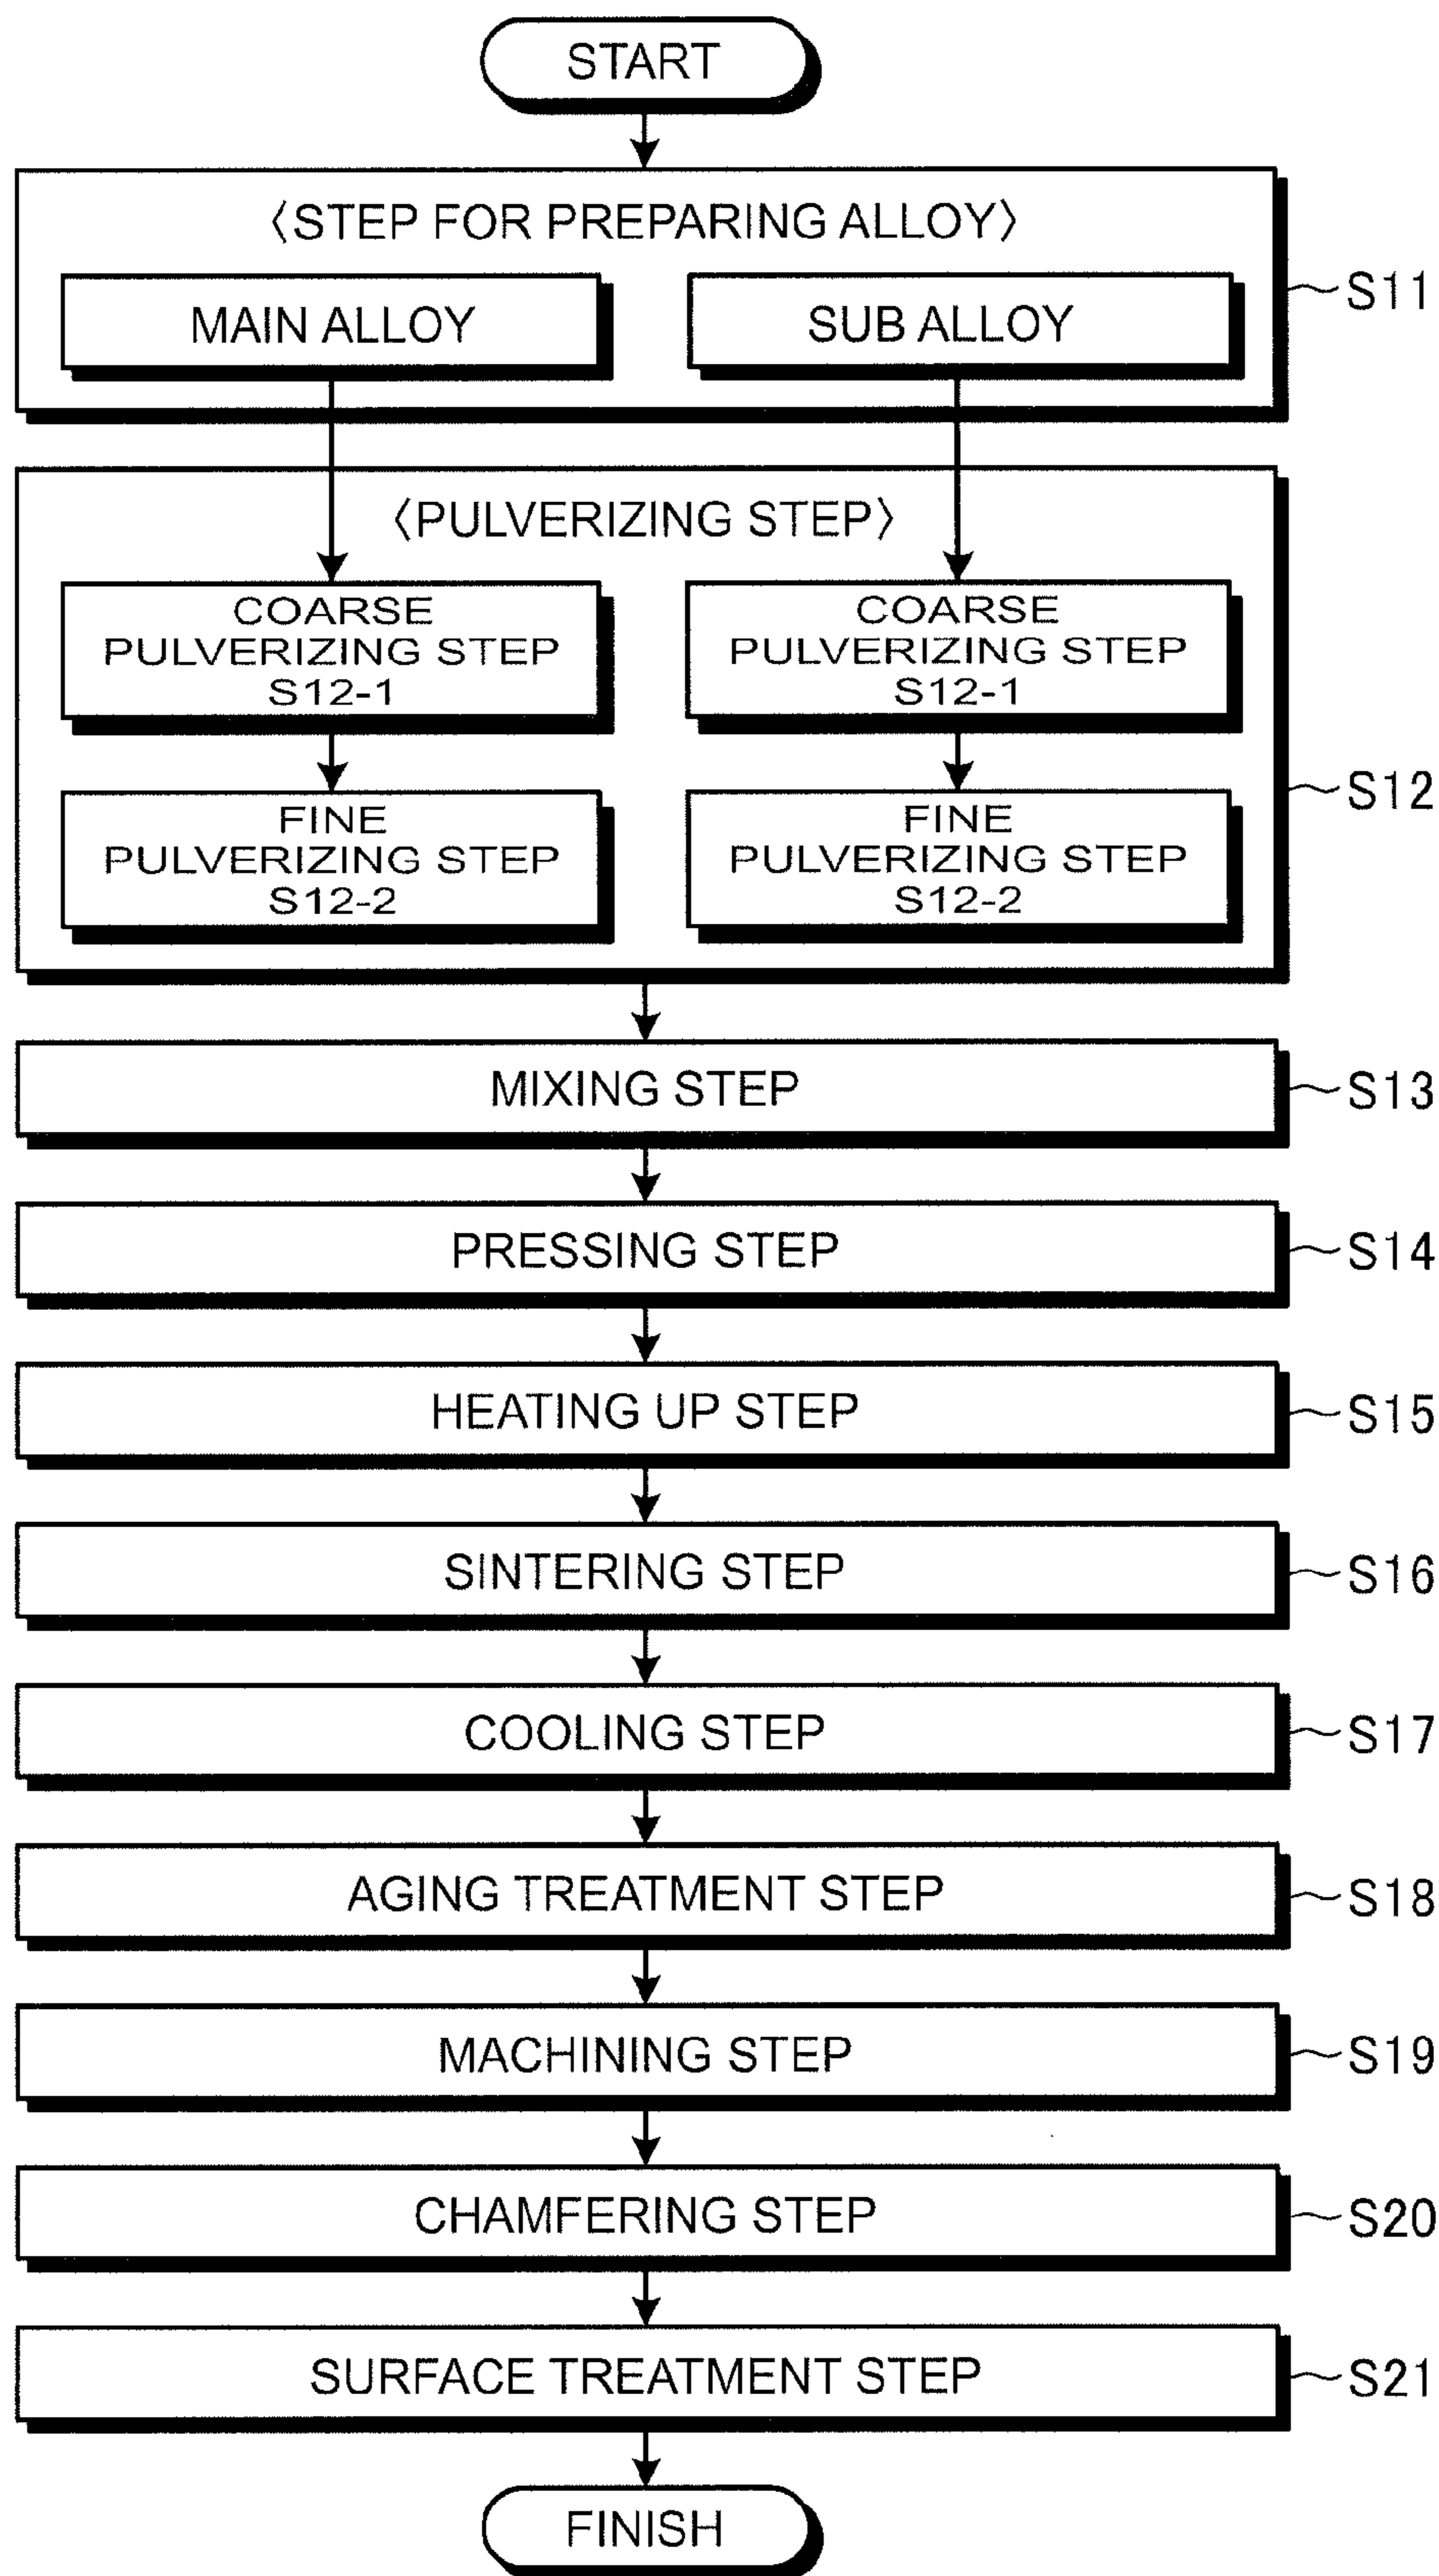 START
〈STEP FOR PREPARING ALLOY〉
S11
MAIN ALLOY
SUB ALLOY
〈PULVERIZING STEP〉
COARSE
PULVERIZING STEP
S12-1
COARSE
PULVERIZING STEP
S12-1
S12
FINE
PULVERIZING STEP
S12-2
FINE
PULVERIZING STEP
S12-2
MIXING STEP
S13
PRESSING STEP
S14
HEATING UP STEP
S15
SINTERING STEP
S16
COOLING STEP
S17
AGING TREATMENT STEP
S18
MACHINING STEP
S19
CHAMFERING STEP
S20
SURFACE TREATMENT STEP
S21
FINISH